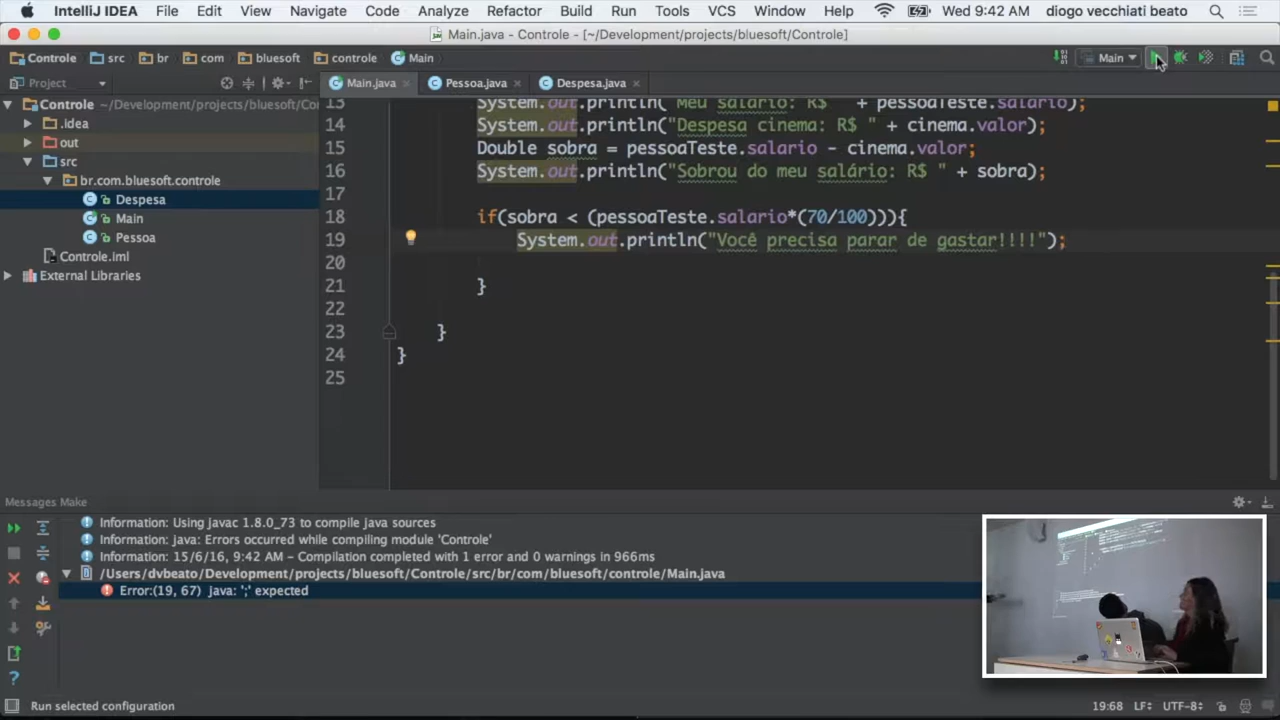 IntelliJ IDEA File Edit View Navigate Code Analyze Refactor Build Run Tools VCS Window Help Wed 9:42 AM diogo vecchiati beato
Main.java - Controle - [~/Development/projects/bluesoft/Controle]
Controle src br com bluesoft controle Main Main
Project Main.java Pessoa.java Despesa.java
Controle ~/Development/projects/bluesoft/Co
.idea
out
src
br.com.bluesoft.controle
Despesa
Main
Pessoa
Controle.iml
External Libraries
13 System.out.println("Meu salário: R$ " + pessoaTeste.salario);
14 System.out.println("Despesa cinema: R$ " + cinema.valor);
15 Double sobra = pessoaTeste.salario - cinema.valor;
16 System.out.println("Sobrou do meu salário: R$ " + sobra);
17
18 if(sobra < (pessoaTeste.salario*(70/100))){
19 System.out.println("Você precisa parar de gastar!!!!");
20
21 }
22
23 }
24 }
25
Messages Make
Information: Using javac 1.8.0_73 to compile java sources
Information: java: Errors occurred while compiling module 'Controle'
Information: 15/6/16, 9:42 AM - Compilation completed with 1 error and 0 warnings in 966ms
/Users/dvbeato/Development/projects/bluesoft/Controle/src/br/com/bluesoft/controle/Main.java
Error:(19, 67) java: ';' expected
Run selected configuration 19:68 LF UTF-8